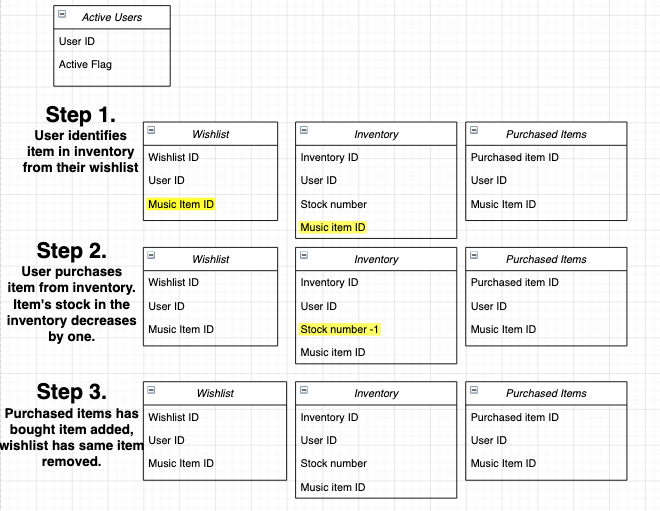 Active Users
User ID
Active Flag
Step 1.
User identifies
item in inventory
from their wishlist
Wishlist
Wishlist ID
User ID
Music Item ID
Inventory
Inventory ID
User ID
Stock number
Music item ID
Purchased Items
Purchased item ID
User ID
Music Item ID
Step 2.
User purchases
item from inventory.
Item's stock in the
inventory decreases
by one.
Wishlist
Wishlist ID
User ID
Music Item ID
Inventory
Inventory ID
User ID
Stock number -1
Music item ID
Purchased Items
Purchased item ID
User ID
Music Item ID
Step 3.
Purchased items has
bought item added,
wishlist has same item
removed.
Wishlist
Wishlist ID
User ID
Music Item ID
Inventory
Inventory ID
User ID
Stock number
Music item ID
Purchased Items
Purchased item ID
User ID
Music Item ID